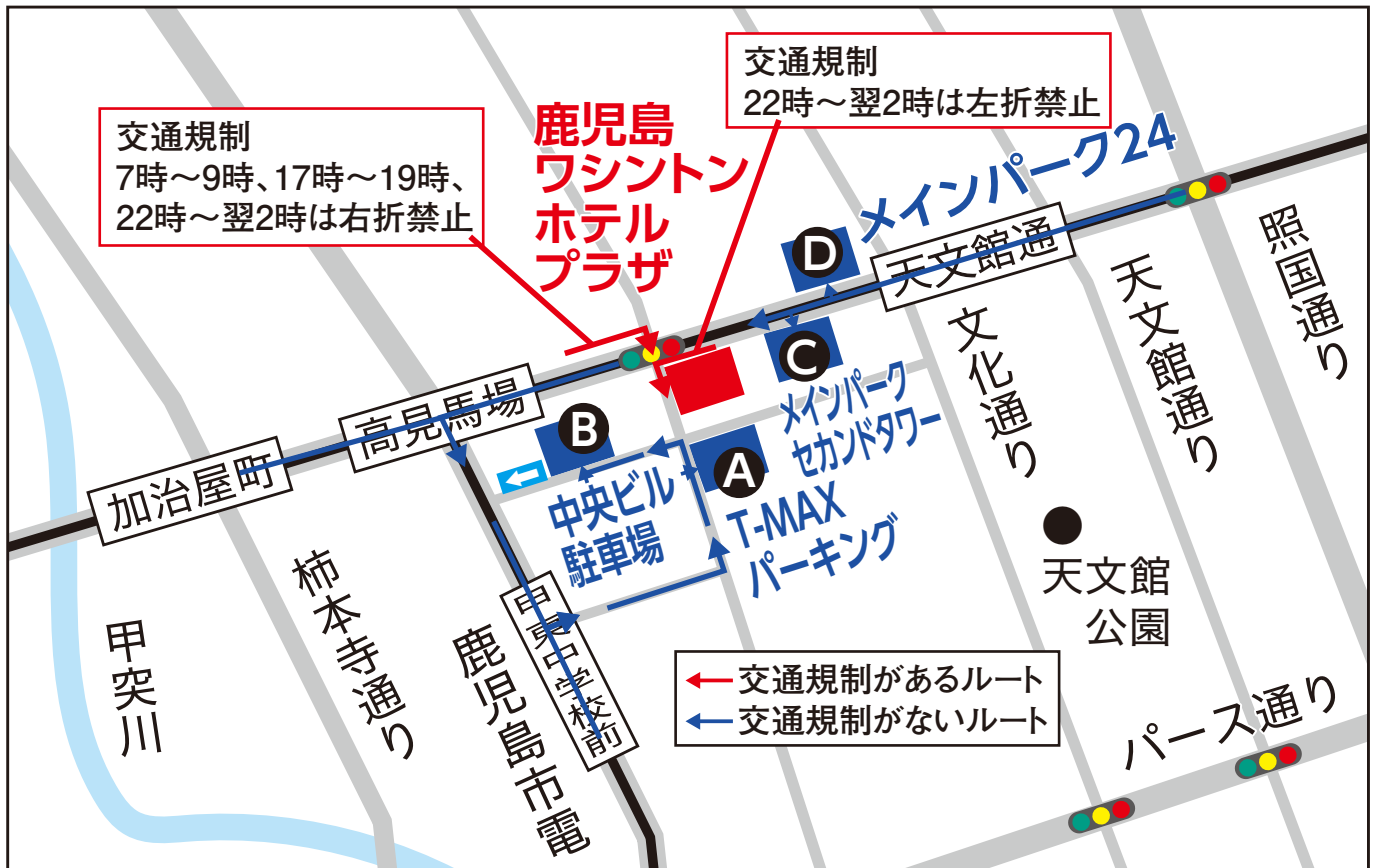 交通規制
22時～翌2時は左折禁止
交通規制
7時～9時、17時～19時、
22時～翌2時は右折禁止
鹿児島
ワシントン
ホテル
プラザ
メインパーク24
D
天文館通
照国通り
天文館通り
文化通り
C
メインパーク
セカンドタワー
高見馬場
B
A
加治屋町
中央ビル
駐車場
T-MAX
パーキング
天文館
公園
甲東中学校前
柿本寺通り
甲突川
鹿児島市電
交通規制があるルート
交通規制がないルート
パース通り